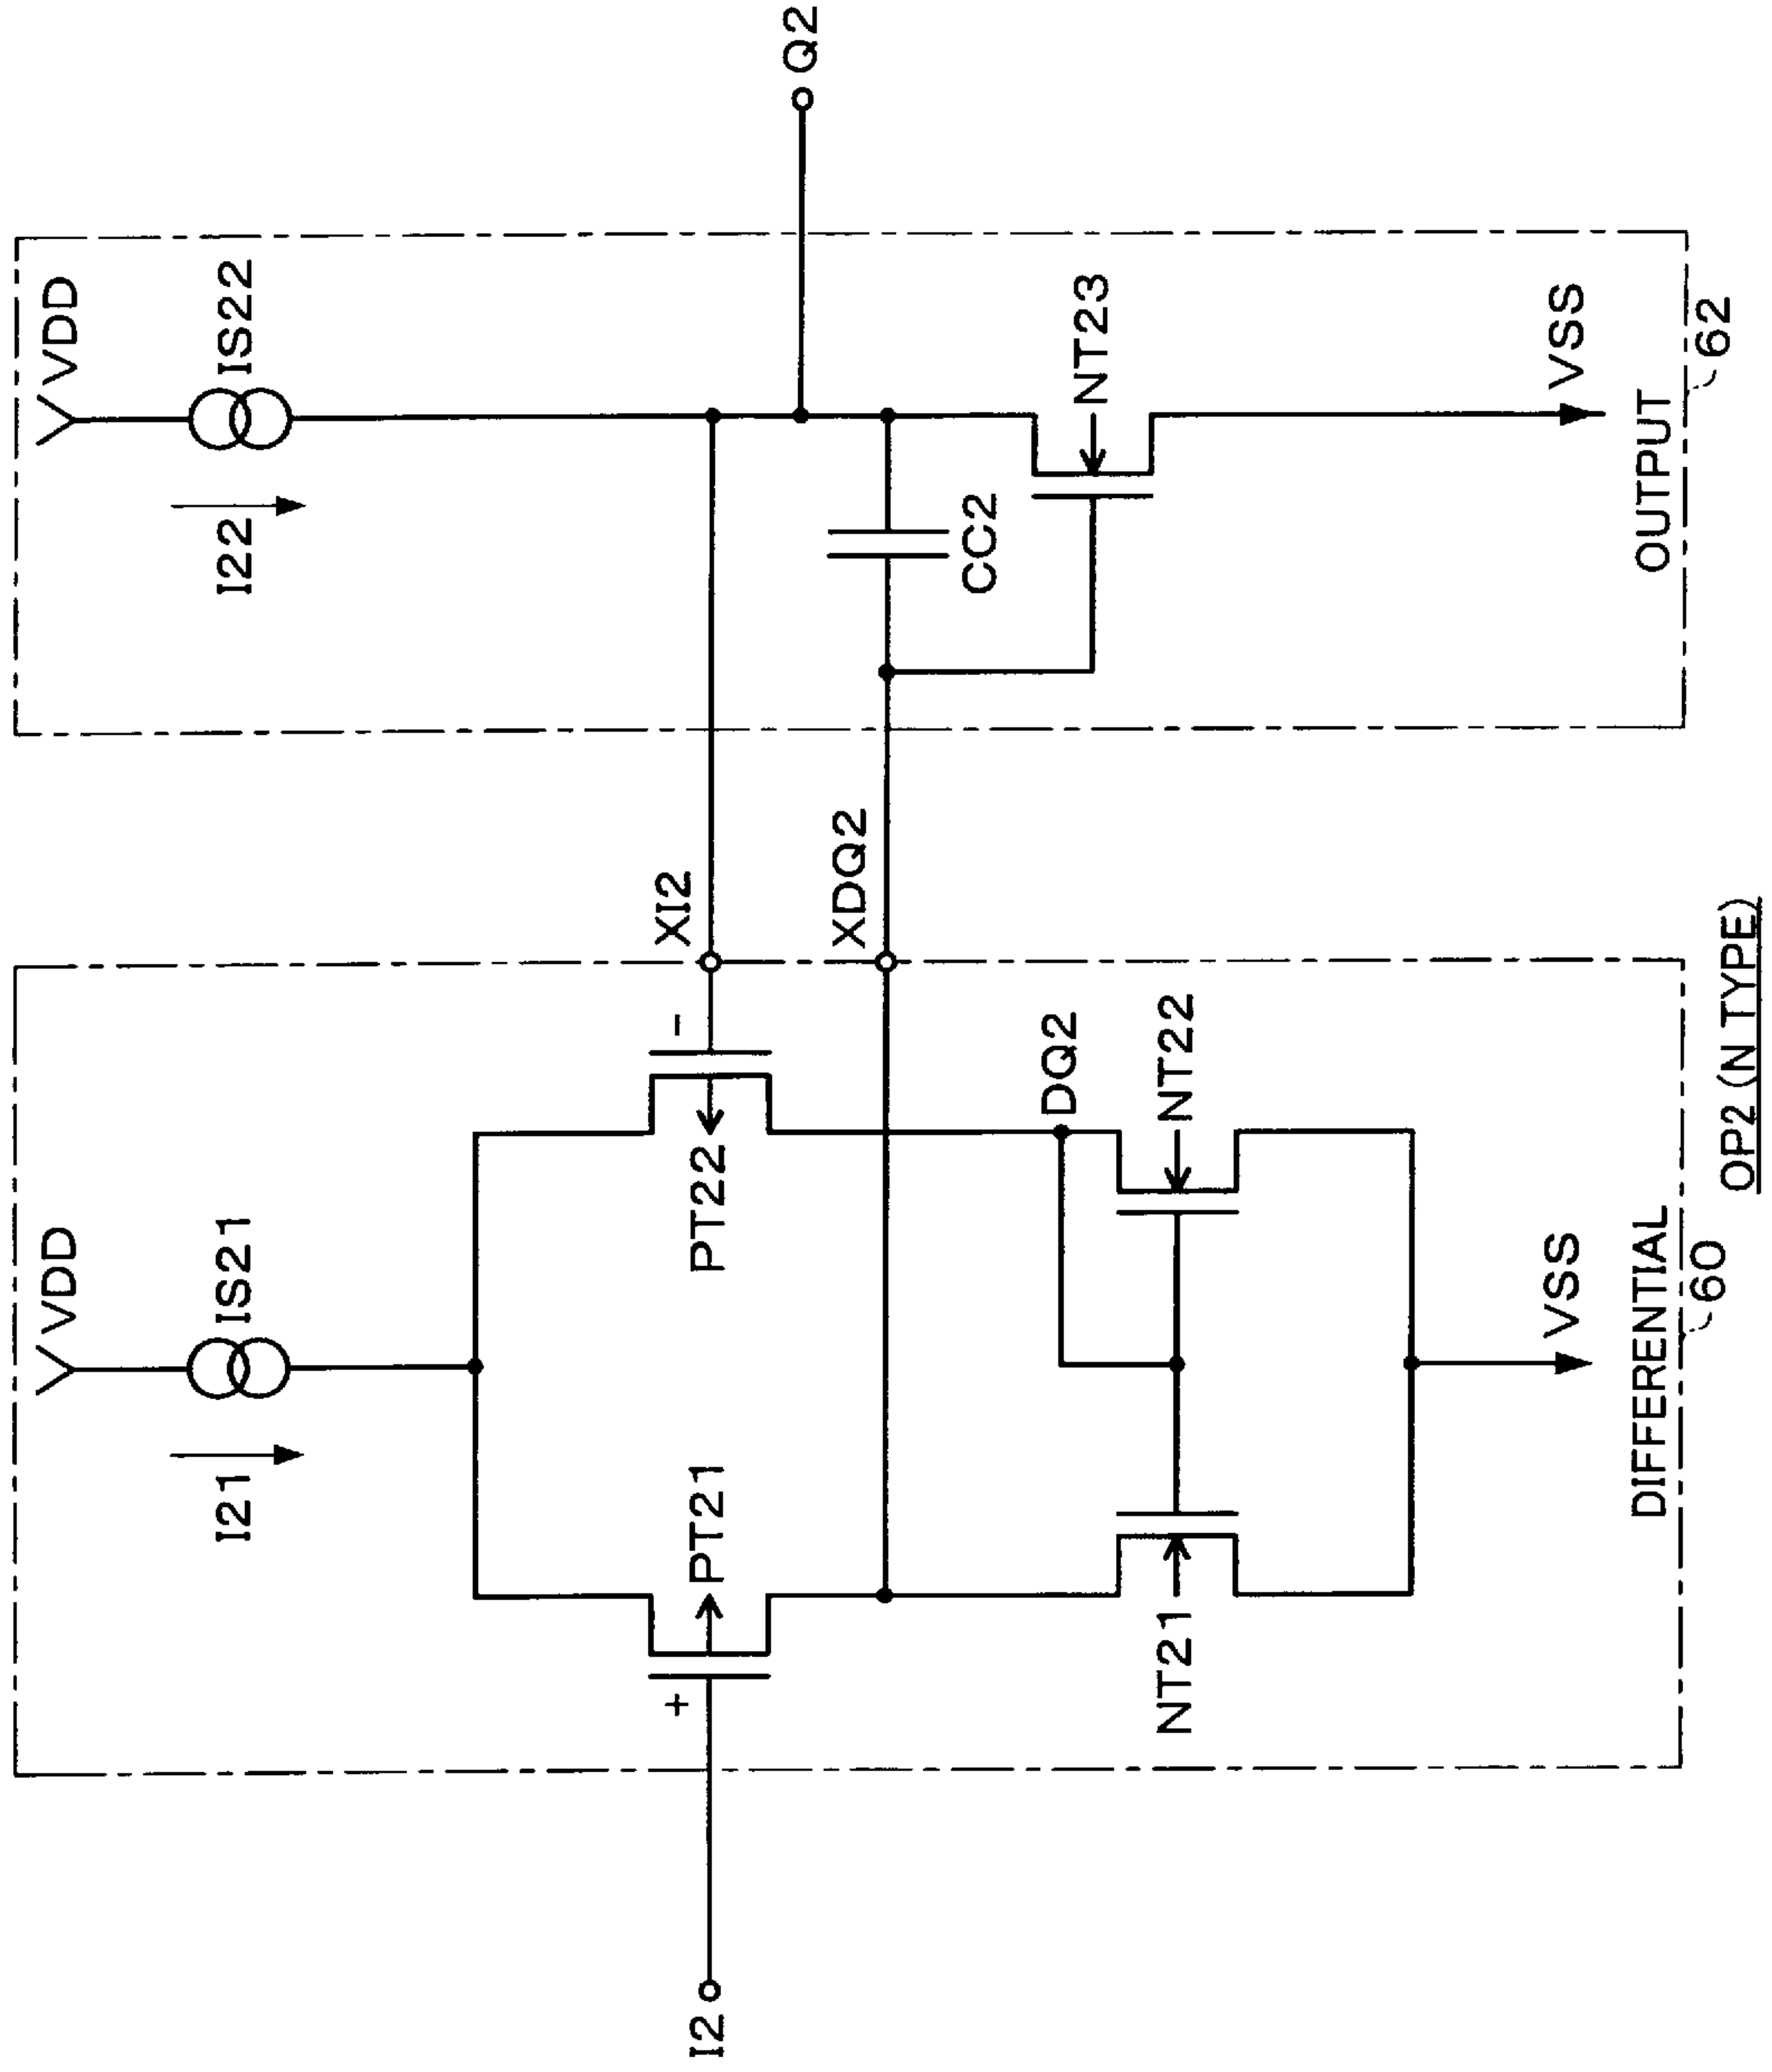 VDD
I21
IS21
I2
+
PT21
PT22
-
XI2
XDQ2
DQ2
NT21
NT22
VSS
DIFFERENTIAL
60
VDD
I22
IS22
Q2
CC2
NT23
VSS
OUTPUT
62
OP2 (N TYPE)